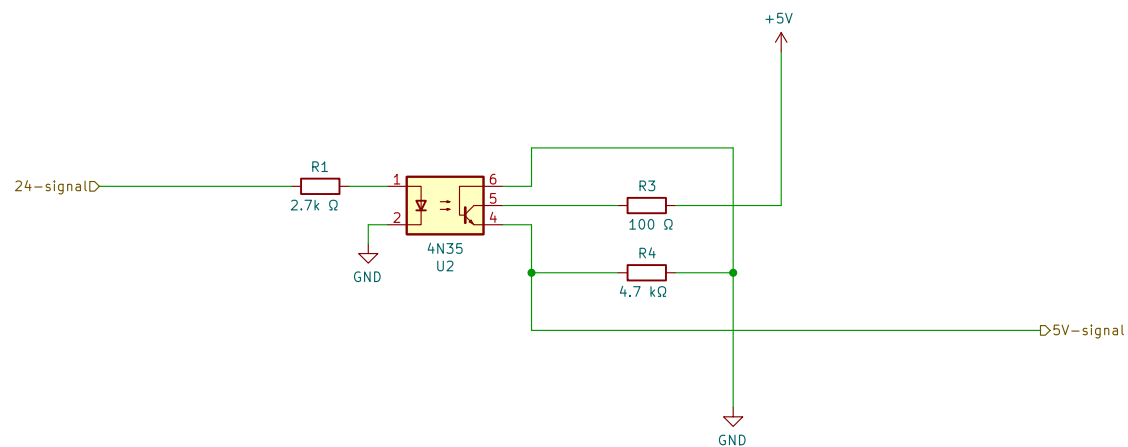 +5V
R1
24-signal
2.7k Ω
1
2
6
5
4
4N35
U2
GND
R3
100 Ω
R4
4.7 kΩ
5V-signal
GND